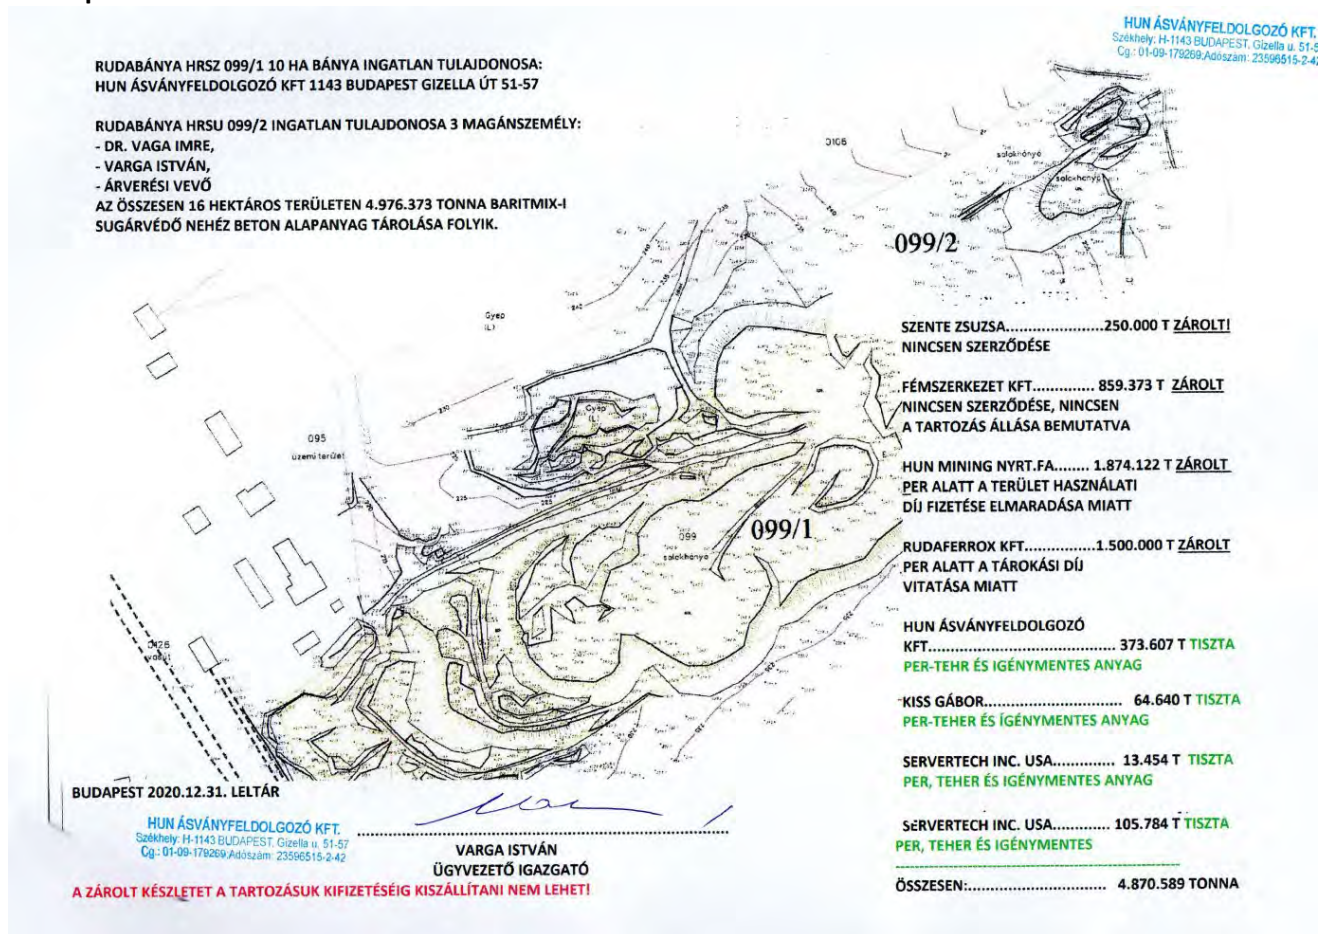 HUN ÁSVÁNYFELDOLGOZÓ KFT.
Székhely: H-1143 BUDAPEST, Gizella u. 51-5
Cg.: 01-09-179269;Adószám: 23596515-2-42
RUDABÁNYA HRSZ 099/1 10 HA BÁNYA INGATLAN TULAJDONOSA:
HUN ÁSVÁNYFELDOLGOZÓ KFT 1143 BUDAPEST GIZELLA ÚT 51-57
RUDABÁNYA HRSU 099/2 INGATLAN TULAJDONOSA 3 MAGÁNSZEMÉLY:
- DR. VAGA IMRE,
- VARGA ISTVÁN,
- ÁRVERÉSI VEVŐ
AZ ÖSSZESEN 16 HEKTÁROS TERÜLETEN 4.976.373 TONNA BARITMIX-I
SUGÁRVÉDŐ NEHÉZ BETON ALAPANYAG TÁROLÁSA FOLYIK.
0106
salakhányó
salakhányó
099/2
Gyep
(L)
Gyep
(L)
095
üzemi terület
099
salakhányó
099/1
0126
vasút
SZENTE ZSUZSA......................250.000 T ZÁROLT!
NINCSEN SZERZŐDÉSE
FÉMSZERKEZET KFT.............. 859.373 T ZÁROLT
NINCSEN SZERZŐDÉSE, NINCSEN
A TARTOZÁS ÁLLÁSA BEMUTATVA
HUN MINING NYRT.FA........ 1.874.122 T ZÁROLT
PER ALATT A TERÜLET HASZNÁLATI
DÍJ FIZETÉSE ELMARADÁSA MIATT
RUDAFERROX KFT................1.500.000 T ZÁROLT
PER ALATT A TÁROKÁSI DÍJ
VITATÁSA MIATT
HUN ÁSVÁNYFELDOLGOZÓ
KFT.......................................... 373.607 T TISZTA
PER-TEHR ÉS IGÉNYMENTES ANYAG
KISS GÁBOR............................... 64.640 T TISZTA
PER-TEHER ÉS ÍGÉNYMENTES ANYAG
SERVERTECH INC. USA.............. 13.454 T TISZTA
PER, TEHER ÉS IGÉNYMENTES ANYAG
SERVERTECH INC. USA............ 105.784 T TISZTA
PER, TEHER ÉS IGÉNYMENTES
ÖSSZESEN:............................... 4.870.589 TONNA
BUDAPEST 2020.12.31. LELTÁR
HUN ÁSVÁNYFELDOLGOZÓ KFT.
Székhely: H-1143 BUDAPEST, Gizella u. 51-57
Cg.: 01-09-179269;Adószám: 23596515-2-42
VARGA ISTVÁN
ÜGYVEZETŐ IGAZGATÓ
A ZÁROLT KÉSZLETET A TARTOZÁSUK KIFIZETÉSÉIG KISZÁLLÍTANI NEM LEHET!